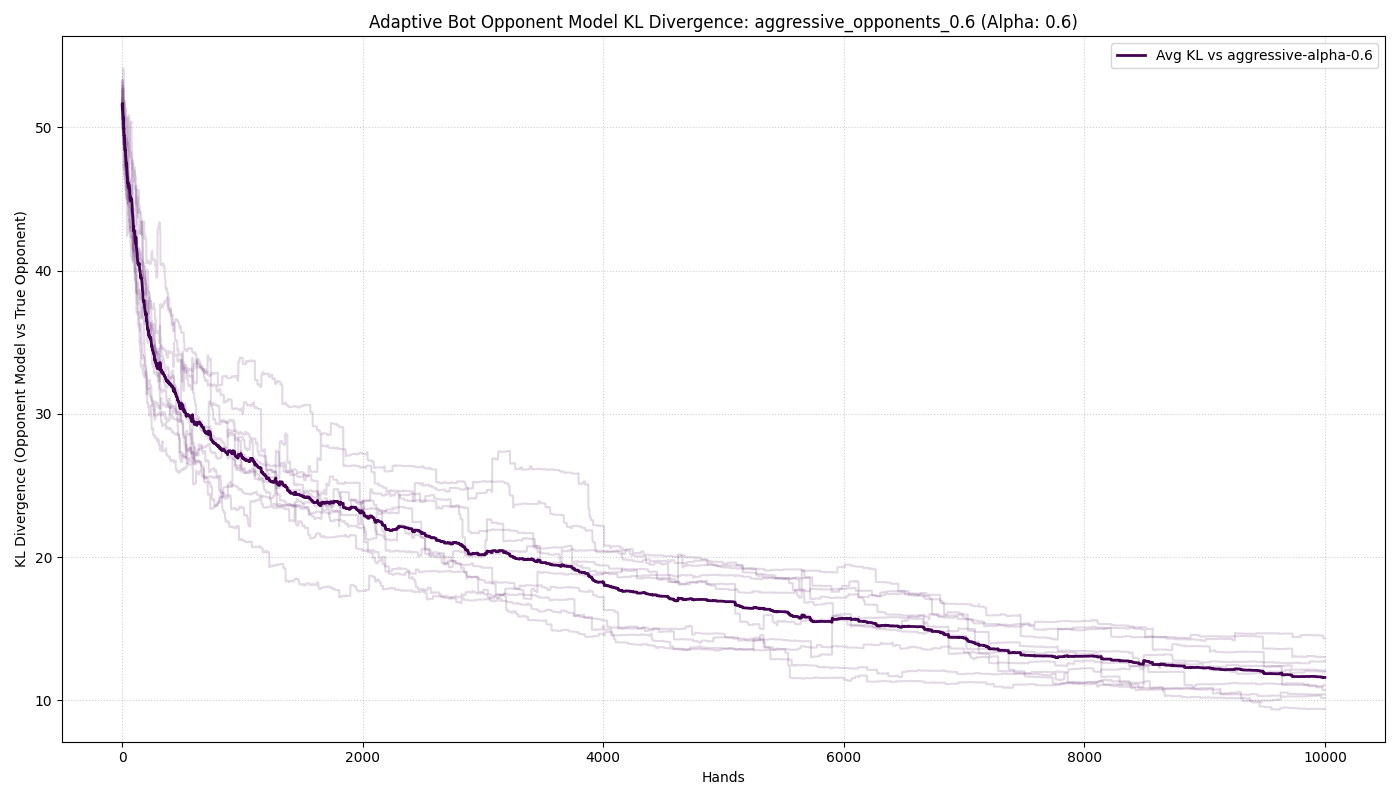 Adaptive Bot Opponent Model KL Divergence: aggressive_opponents_0.6 (Alpha: 0.6)
Avg KL vs aggressive-alpha-0.6
KL Divergence (Opponent Model vs True Opponent)
50
40
30
20
10
0
2000
4000
6000
8000
10000
Hands